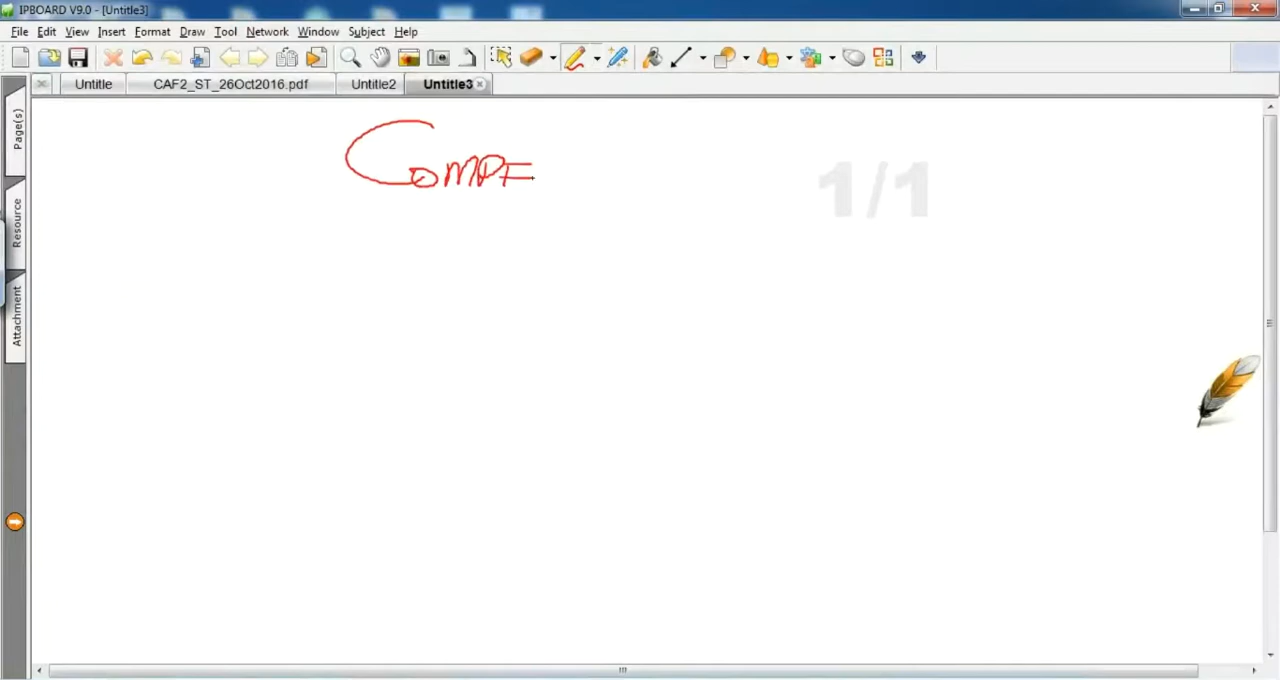 IPBOARD V9.0 - [Untitle3]
File Edit View Insert Format Draw Tool Network Window Subject Help
Untitle CAF2_ST_26Oct2016.pdf Untitle2 Untitle3
Page(s)
Resource
Attachment
COMPE
1/1